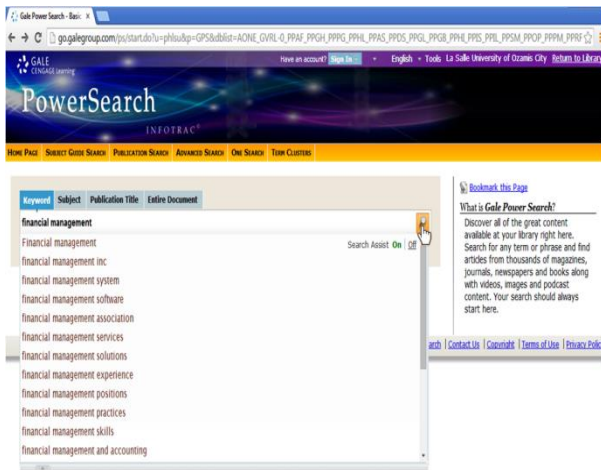 Gale Power Search - Basic
go.galegroup.com/ps/start.do?u=phlsu&p=GPS&dblist=AONE_GVRL-0_PPAF_PPGH_PPPG_PPHL_PPAS_PPDS_PPGL_PPGB_PPHI_PPIS_PPIL_PPSM_PPOP_PPPM_PPRF
GALE
CENGAGE Learning
Have an account? Sign In
English
Tools
La Salle University of Ozamis City
Return to Library
PowerSearch
INFOTRAC®
HOME PAGE SUBJECT GUIDE SEARCH PUBLICATION SEARCH ADVANCED SEARCH ONE SEARCH TERM CLUSTERS
Keyword Subject Publication Title Entire Document
financial management
Financial management
Search Assist On | Off
financial management inc
financial management system
financial management software
financial management association
financial management services
financial management solutions
financial management experience
financial management positions
financial management practices
financial management skills
financial management and accounting
Bookmark this Page
What is Gale Power Search?
Discover all of the great content
available at your library right here.
Search for any term or phrase and find
articles from thousands of magazines,
journals, newspapers and books along
with videos, images and podcast
content. Your search should always
start here.
arch | Contact Us | Copyright | Terms of Use | Privacy Polic